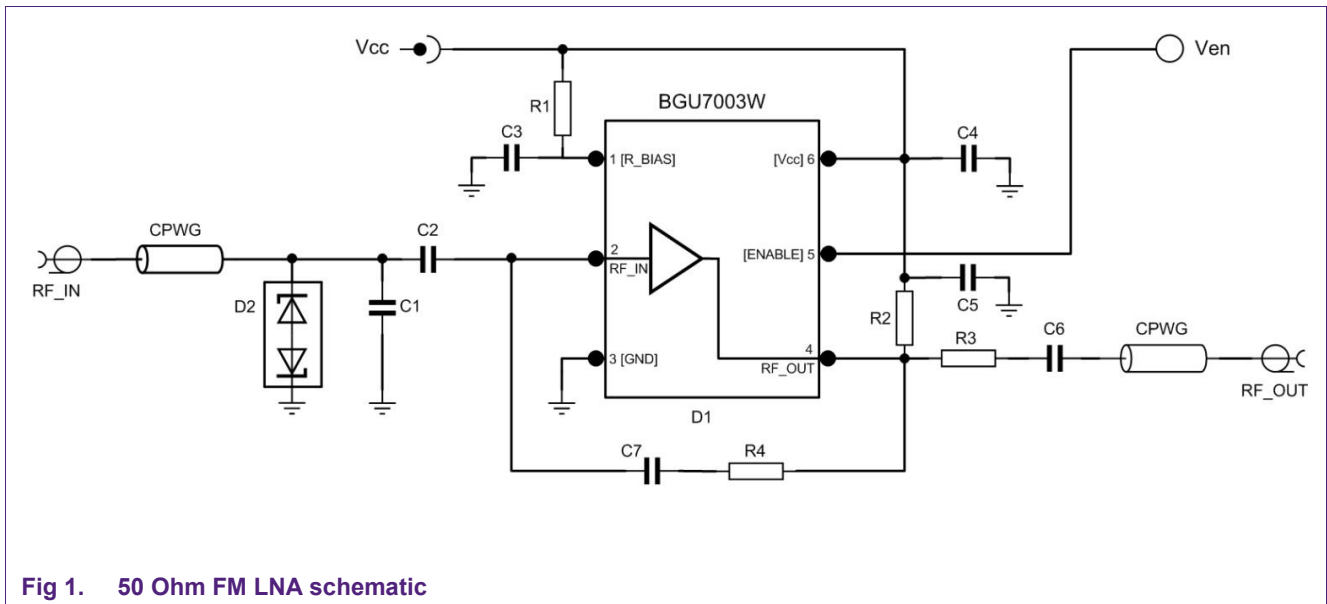 Vcc
Ven
R1
BGU7003W
C3
C4
1 [R_BIAS]
[Vcc] 6
CPWG
C2
2
RF_IN
[ENABLE] 5
RF_IN
D2
C1
R2
C5
R3
C6
CPWG
3 [GND]
4
RF_OUT
RF_OUT
D1
C7
R4
Fig 1. 50 Ohm FM LNA schematic